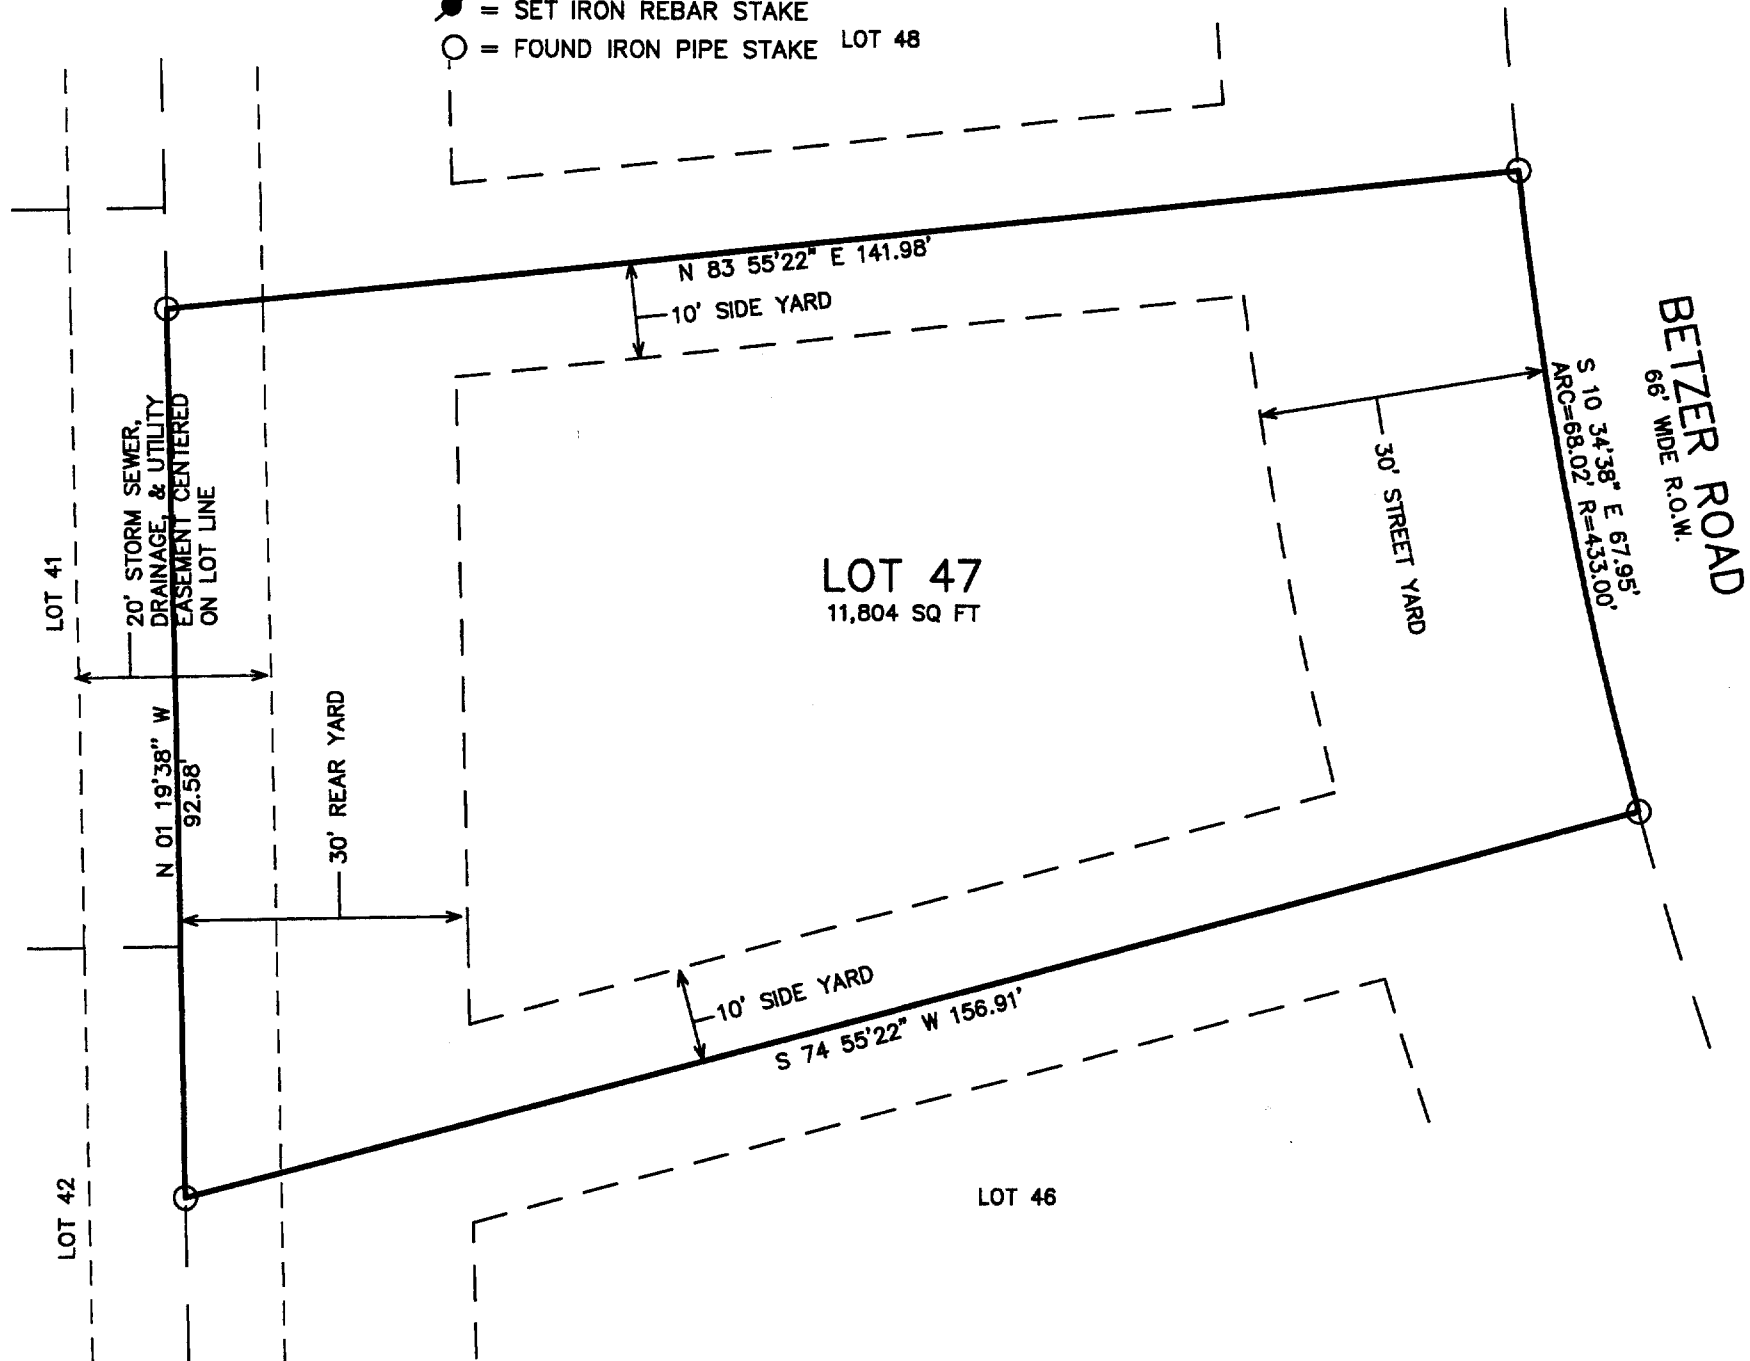 = SET IRON REBAR STAKE
= FOUND IRON PIPE STAKE
LOT 48
N 83 55'22" E 141.98'
10' SIDE YARD
BETZER ROAD
66' WIDE R.O.W.
S 10 34'38" E 67.95'
ARC=68.02' R=433.00'
30' STREET YARD
LOT 41
20' STORM SEWER,
DRAINAGE, & UTILITY
EASEMENT CENTERED
ON LOT LINE
LOT 47
11,804 SQ FT
N 01 19'38" W
92.58'
30' REAR YARD
10' SIDE YARD
S 74 55'22" W 156.91'
LOT 42
LOT 46